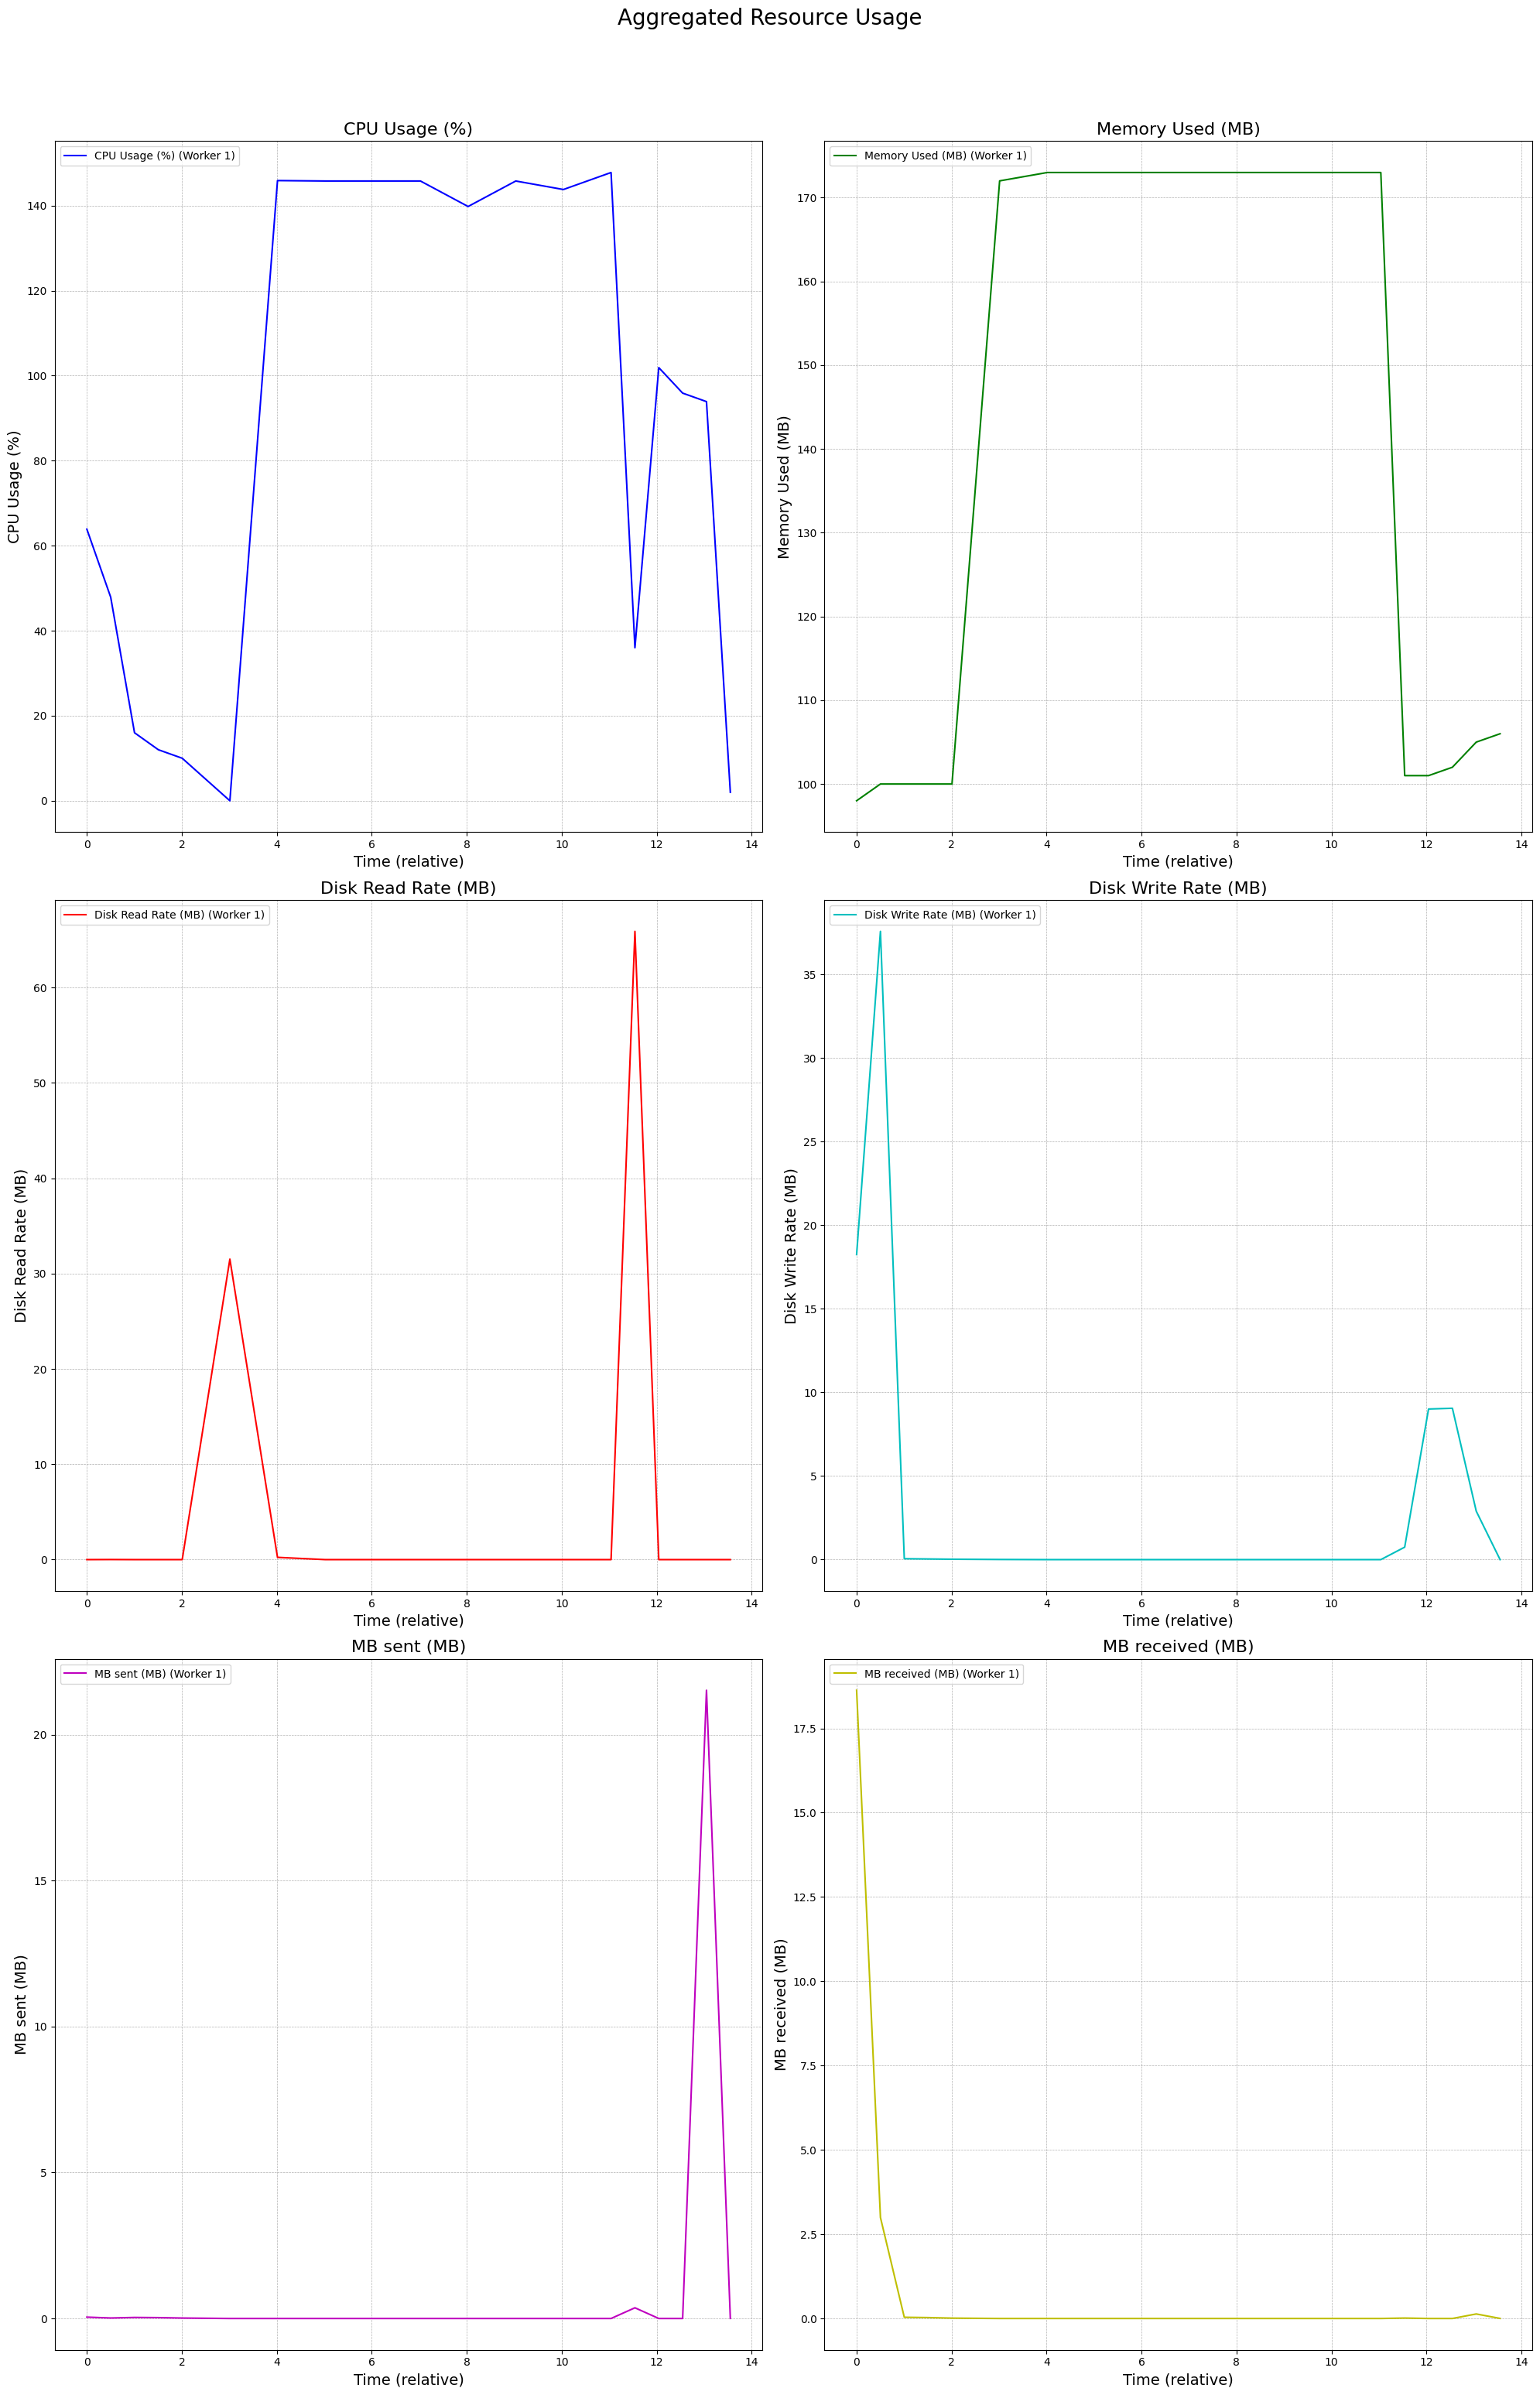 Aggregated Resource Usage
CPU Usage (%)
CPU Usage (%) (Worker 1)
CPU Usage (%)
140
120
100
80
60
40
20
0
0 2 4 6 8 10 12 14
Time (relative)
Memory Used (MB)
Memory Used (MB) (Worker 1)
Memory Used (MB)
170
160
150
140
130
120
110
100
0 2 4 6 8 10 12 14
Time (relative)
Disk Read Rate (MB)
Disk Read Rate (MB) (Worker 1)
Disk Read Rate (MB)
60
50
40
30
20
10
0
0 2 4 6 8 10 12 14
Time (relative)
Disk Write Rate (MB)
Disk Write Rate (MB) (Worker 1)
Disk Write Rate (MB)
35
30
25
20
15
10
5
0
0 2 4 6 8 10 12 14
Time (relative)
MB sent (MB)
MB sent (MB) (Worker 1)
MB sent (MB)
20
15
10
5
0
0 2 4 6 8 10 12 14
Time (relative)
MB received (MB)
MB received (MB) (Worker 1)
MB received (MB)
17.5
15.0
12.5
10.0
7.5
5.0
2.5
0.0
0 2 4 6 8 10 12 14
Time (relative)